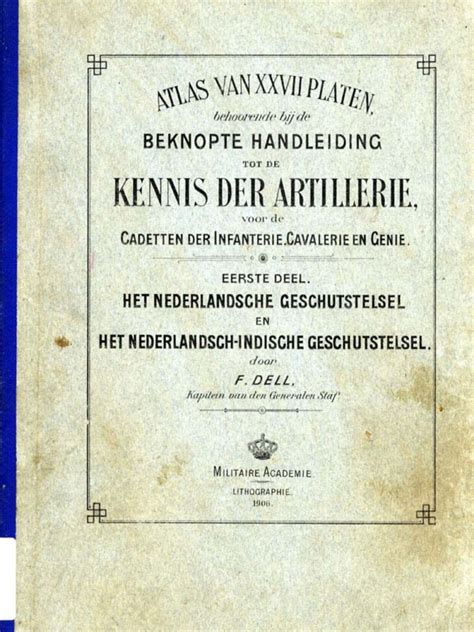 ATLAS VAN XXVII PLATEN,
behoorende bij de
BEKNOPTE HANDLEIDING
TOT DE
KENNIS DER ARTILLERIE,
voor de
CADETTEN DER INFANTERIE, CAVALERIE EN GENIE.
EERSTE DEEL.
HET NEDERLANDSCHE GESCHUTSTELSEL
EN
HET NEDERLANDSCH-INDISCHE GESCHUTSTELSEL.
door
F. DELL,
Kapitein van den Generalen Staf.
MILITAIRE ACADEMIE.
LITHOGRAPHIE.
1900.